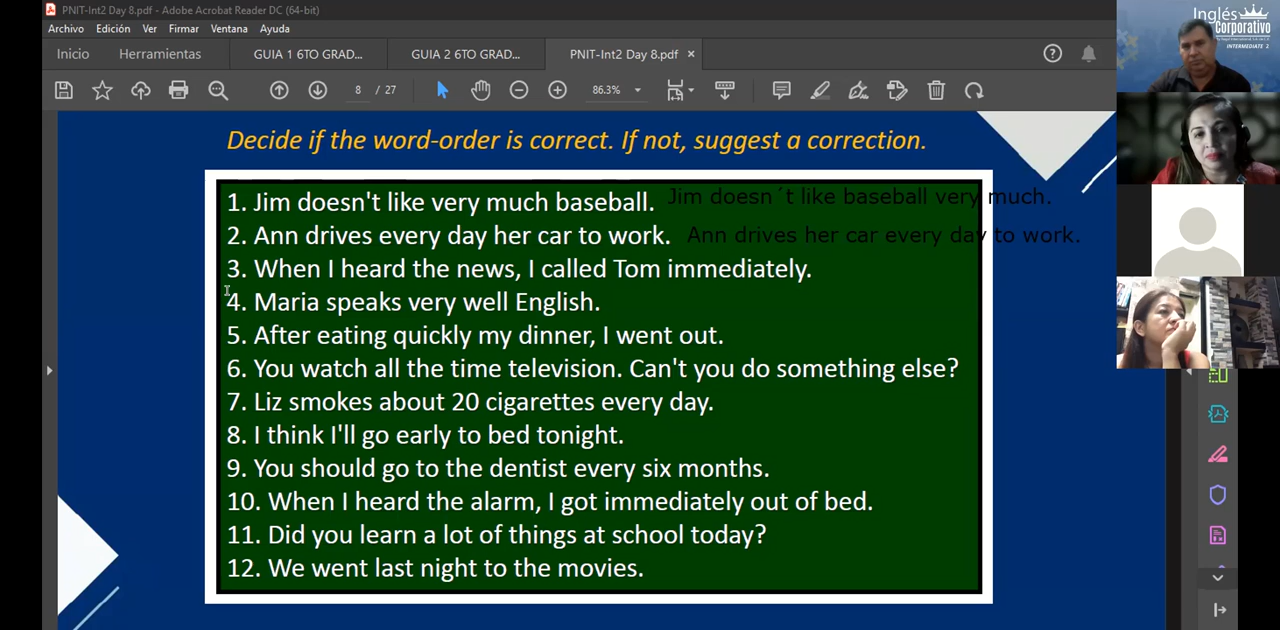 PNIT-Int2 Day 8.pdf - Adobe Acrobat Reader DC (64-bit)
Archivo Edición Ver Firmar Ventana Ayuda
Inicio Herramientas GUIA 1 6TO GRAD... GUIA 2 6TO GRAD... PNIT-Int2 Day 8.pdf ×
8 / 27 86.3%
Inglés
Corporativo
INTERMEDIATE 2
Decide if the word-order is correct. If not, suggest a correction.
1. Jim doesn't like very much baseball. Jim doesn´t like baseball very much.
2. Ann drives every day her car to work. Ann drives her car every day to work.
3. When I heard the news, I called Tom immediately.
4. Maria speaks very well English.
5. After eating quickly my dinner, I went out.
6. You watch all the time television. Can't you do something else?
7. Liz smokes about 20 cigarettes every day.
8. I think I'll go early to bed tonight.
9. You should go to the dentist every six months.
10. When I heard the alarm, I got immediately out of bed.
11. Did you learn a lot of things at school today?
12. We went last night to the movies.